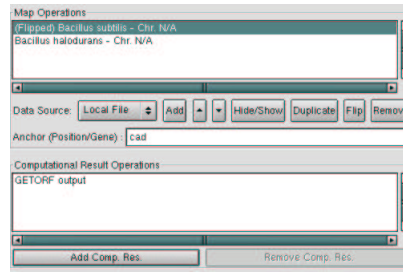 Map Operations
(Flipped) Bacillus subtilis - Chr. N/A
Bacillus halodurans - Chr. N/A
Data Source: Local File Add Hide/Show Duplicate Flip Remov
Anchor (Position/Gene) : cad
Computational Result Operations
GETORF output
Add Comp. Res. Remove Comp. Res.